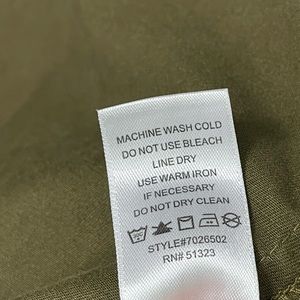 MACHINE WASH COLD
DO NOT USE BLEACH
LINE DRY
USE WARM IRON
IF NECESSARY
DO NOT DRY CLEAN
STYLE#7026502
RN# 51323